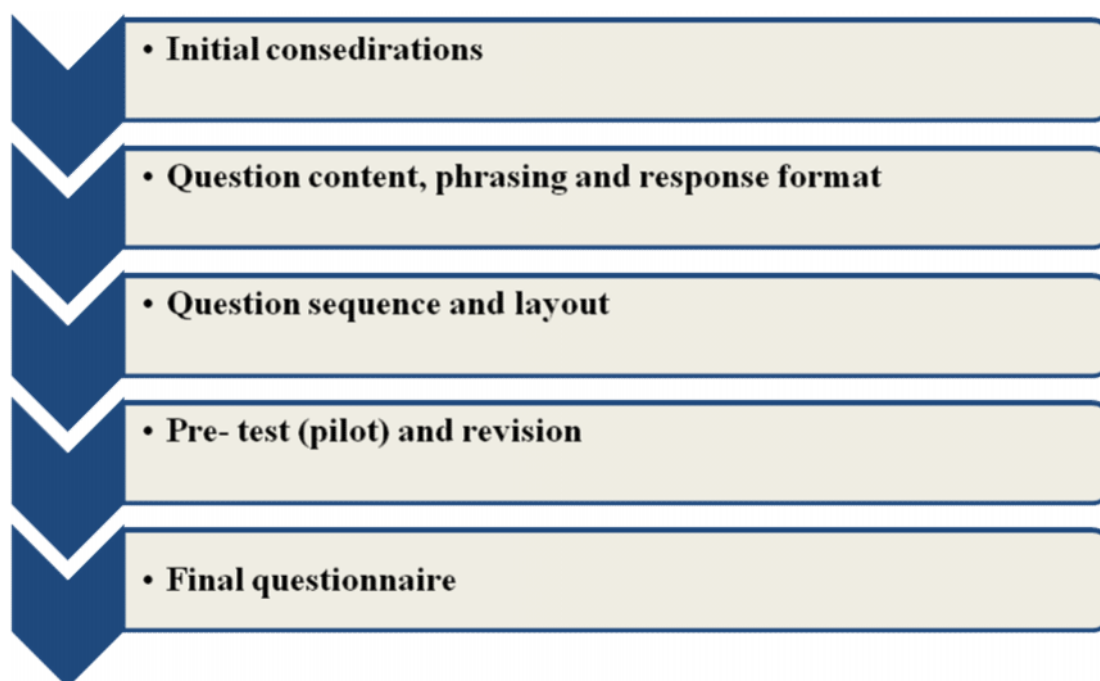 • Initial consedirations
• Question content, phrasing and response format
• Question sequence and layout
• Pre- test (pilot) and revision
• Final questionnaire